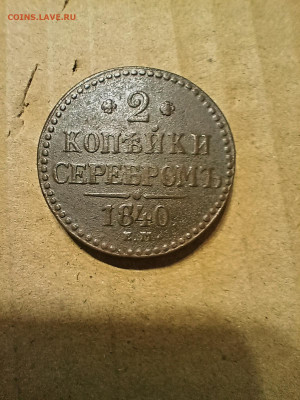 COINS.LAVE.RU
2
КОПѢЙКИ
СЕРЕБРОМЪ
1840.